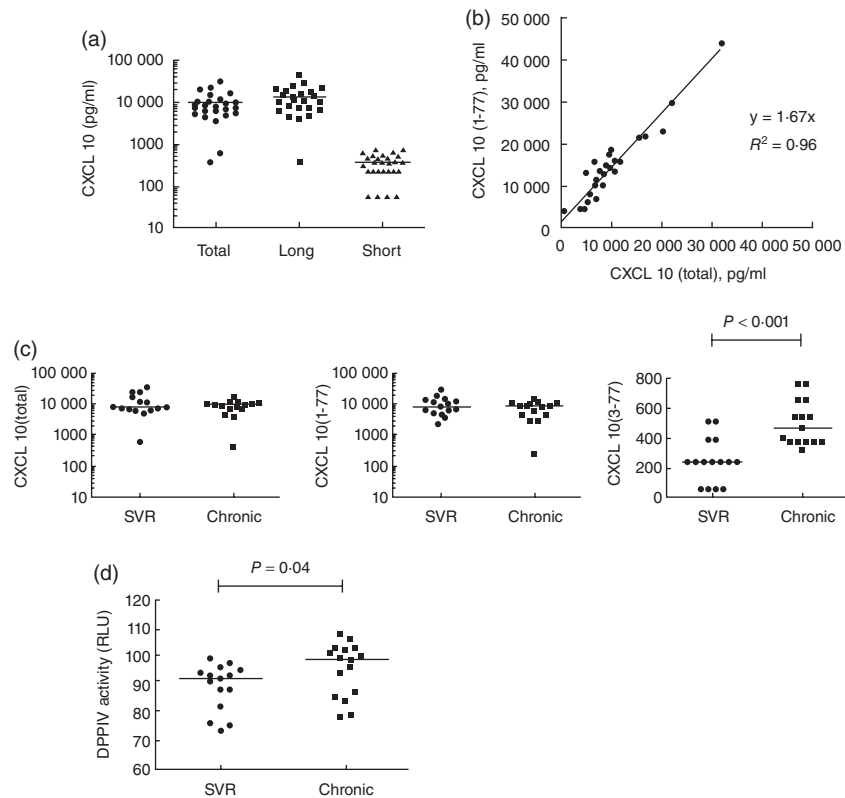 (a)
CXCL 10 (pg/ml)
100 000
10 000
1000
100
10
Total Long Short
(b)
CXCL 10 (1-77), pg/ml
50 000
40 000
30 000
20 000
10 000
0
y = 1·67x
R² = 0·96
0 10 000 20 000 30 000 40 000 50 000
CXCL 10 (total), pg/ml
(c)
CXCL 10(total)
100 000
10 000
1000
100
10
SVR Chronic
CXCL 10(1-77)
100 000
10 000
1000
100
10
SVR Chronic
P < 0·001
CXCL 10(3-77)
800
600
400
200
0
SVR Chronic
(d)
P = 0·04
DPPIV activity (RLU)
120
110
100
90
80
70
60
SVR Chronic